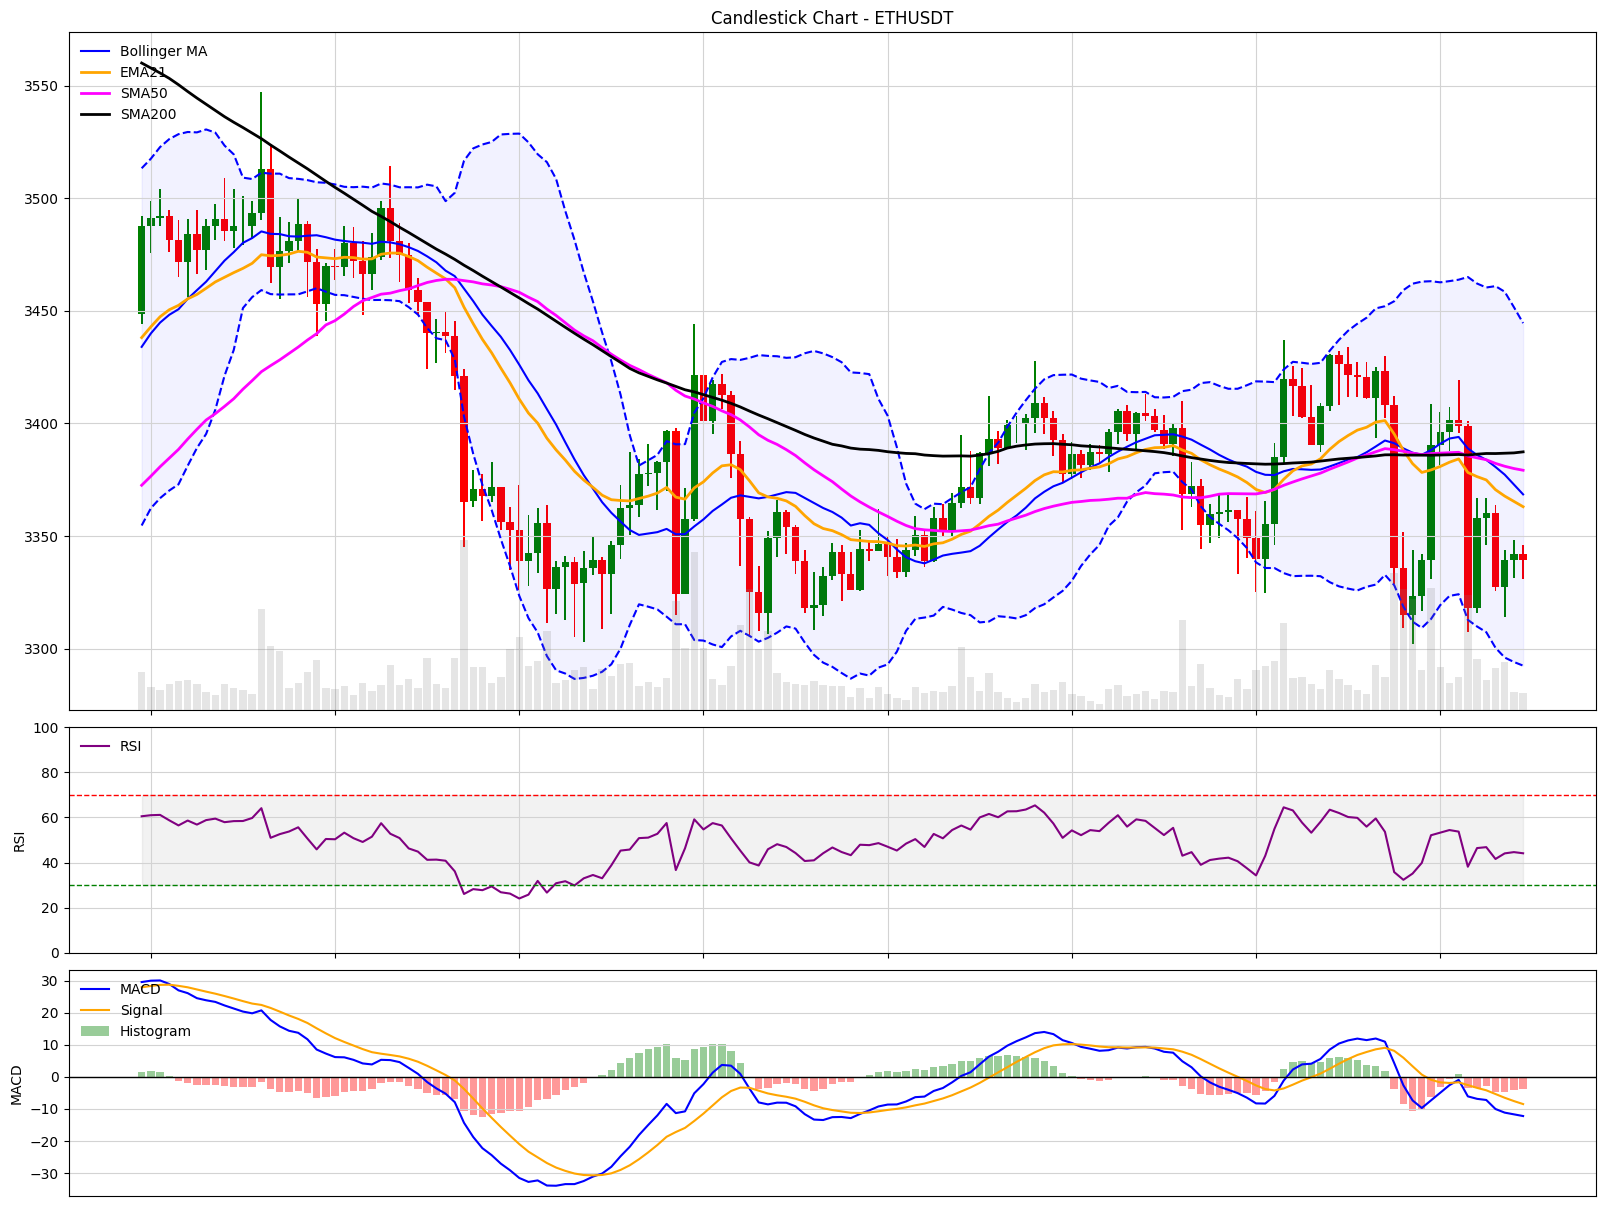 Candlestick Chart - ETHUSDT
Bollinger MA
EMA21
SMA50
SMA200
3550
3500
3450
3400
3350
3300
RSI
100
80
60
40
20
0
RSI
MACD
Signal
Histogram
30
20
10
0
−10
−20
−30
MACD